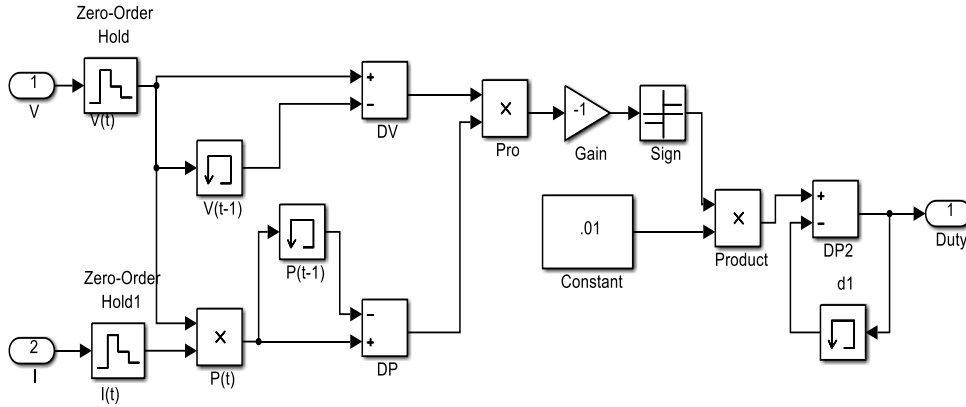 Zero-Order
Hold
1
V
V(t)
+
-
DV
V(t-1)
×
Pro
-1
Gain
Sign
.01
Constant
×
Product
+
-
DP2
1
Duty
d1
P(t-1)
Zero-Order
Hold1
2
I
I(t)
×
P(t)
-
+
DP